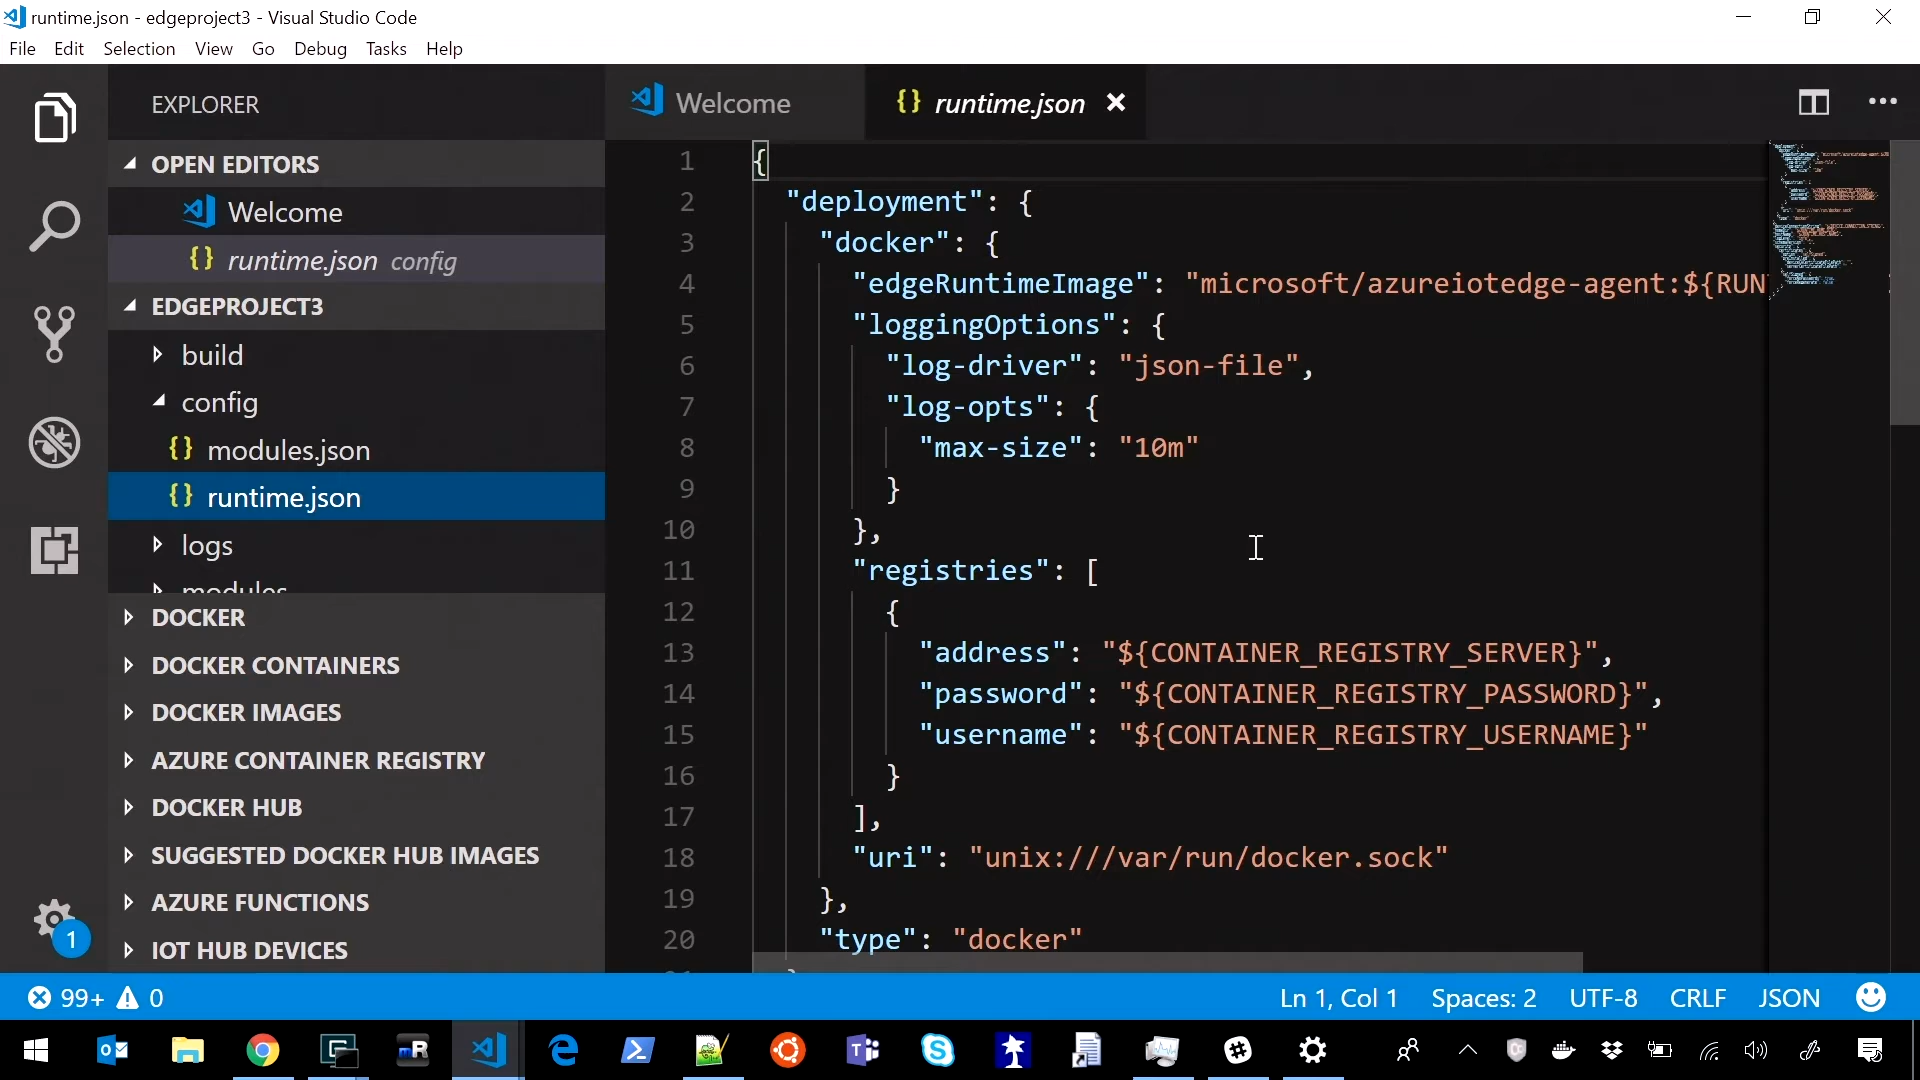 runtime.json - edgeproject3 - Visual Studio Code
File Edit Selection View Go Debug Tasks Help
EXPLORER
Welcome
{} runtime.json
OPEN EDITORS
Welcome
{} runtime.json config
EDGEPROJECT3
build
config
{} modules.json
{} runtime.json
logs
modules
DOCKER
DOCKER CONTAINERS
DOCKER IMAGES
AZURE CONTAINER REGISTRY
DOCKER HUB
SUGGESTED DOCKER HUB IMAGES
AZURE FUNCTIONS
IOT HUB DEVICES
1
1 {
2 "deployment": {
3 "docker": {
4 "edgeRuntimeImage": "microsoft/azureiotedge-agent:${RUN
5 "loggingOptions": {
6 "log-driver": "json-file",
7 "log-opts": {
8 "max-size": "10m"
9 }
10 },
11 "registries": [
12 {
13 "address": "${CONTAINER_REGISTRY_SERVER}",
14 "password": "${CONTAINER_REGISTRY_PASSWORD}",
15 "username": "${CONTAINER_REGISTRY_USERNAME}"
16 }
17 ],
18 "uri": "unix:///var/run/docker.sock"
19 },
20 "type": "docker"
99+ 0
Ln 1, Col 1 Spaces: 2 UTF-8 CRLF JSON